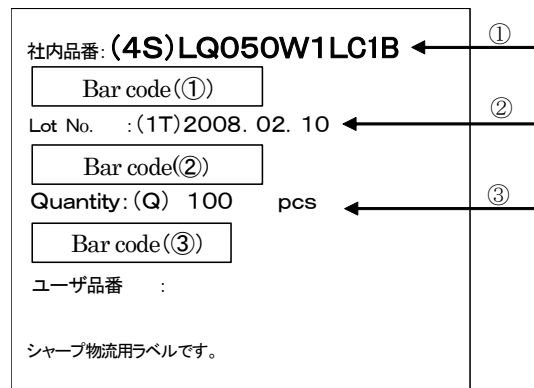 社内品番: (4S)LQ050W1LC1B ①
Bar code(①)
Lot No. :(1T)2008. 02. 10 ②
Bar code(②)
Quantity:(Q) 100 pcs ③
Bar code(③)
ユーザ品番 :
シャープ物流用ラベルです。